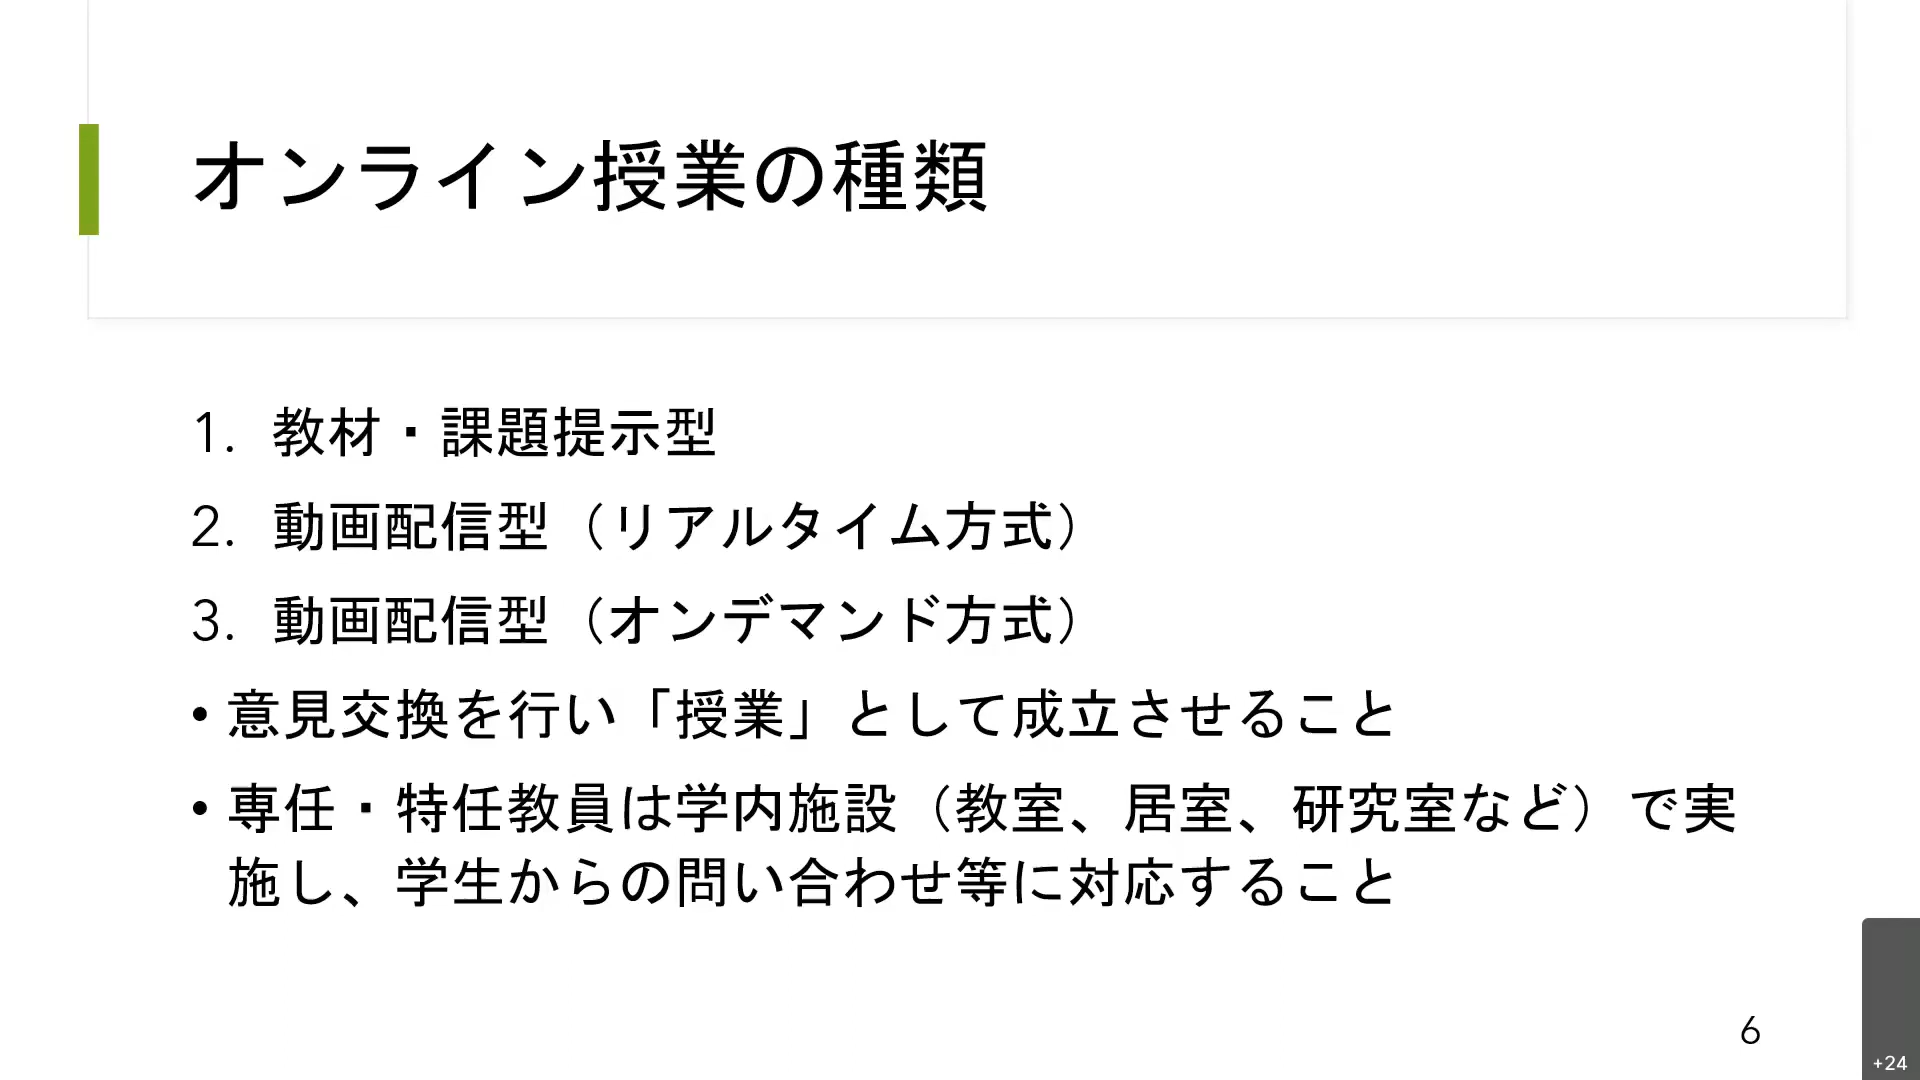 オンライン授業の種類
1. 教材・課題提示型
2. 動画配信型（リアルタイム方式）
3. 動画配信型（オンデマンド方式）
• 意見交換を行い「授業」として成立させること
• 専任・特任教員は学内施設（教室、居室、研究室など）で実
施し、学生からの問い合わせ等に対応すること
6
+24